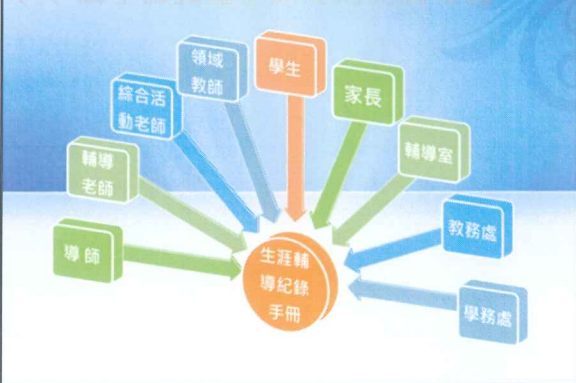 領域
教師
學生
家長
綜合活
動老師
輔導室
輔導
老師
教務處
導師
生涯輔
導紀錄
手冊
學務處